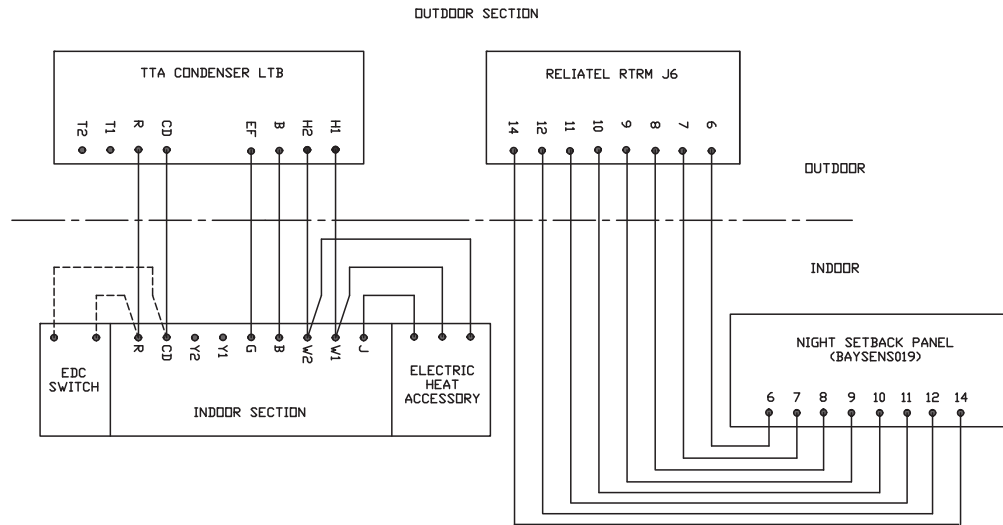 OUTDOOR SECTION
TTA CONDENSER LTB
T2 T1 R CD EF B H2 H1
RELIATEL RTRM J6
14 12 11 10 9 8 7 6
OUTDOOR
INDOOR
EDC
SWITCH
R CD Y2 Y1 G B W2 W1 J
INDOOR SECTION
ELECTRIC
HEAT
ACCESSORY
NIGHT SETBACK PANEL
(BAYSENS019)
6 7 8 9 10 11 12 14